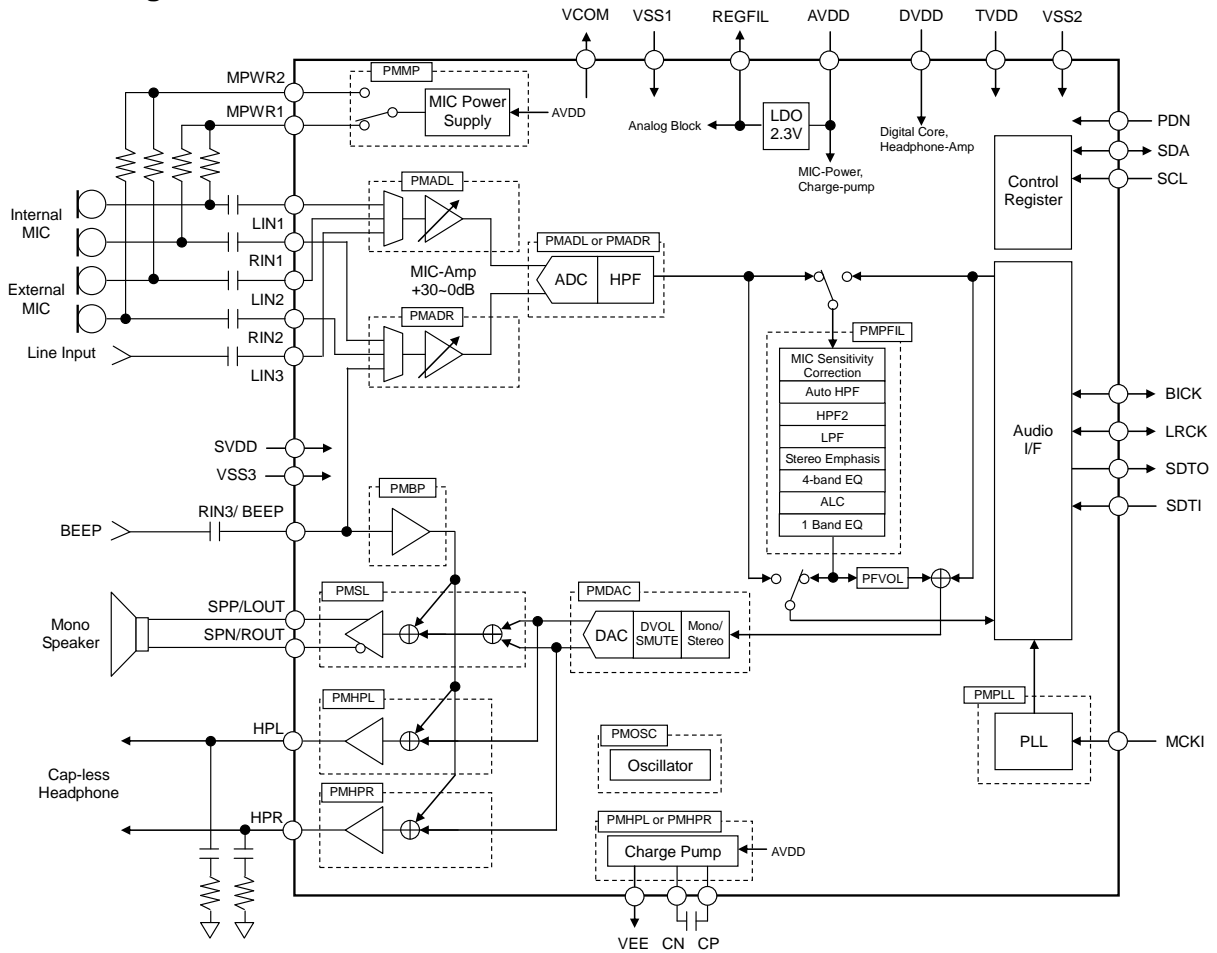 VCOM
VSS1
REGFIL
AVDD
DVDD
TVDD
VSS2
MPWR2
MPWR1
PMMP
MIC Power
Supply
AVDD
Analog Block
LDO
2.3V
MIC-Power,
Charge-pump
Digital Core,
Headphone-Amp
PDN
SDA
SCL
Control
Register
Internal
MIC
External
MIC
Line Input
LIN1
RIN1
LIN2
RIN2
LIN3
PMADL
MIC-Amp
+30~0dB
PMADR
PMADL or PMADR
ADC
HPF
PMPFIL
MIC Sensitivity
Correction
Auto HPF
HPF2
LPF
Stereo Emphasis
4-band EQ
ALC
1 Band EQ
Audio
I/F
BICK
LRCK
SDTO
SDTI
SVDD
VSS3
BEEP
RIN3/ BEEP
PMBP
PFVOL
Mono
Speaker
SPP/LOUT
SPN/ROUT
PMSL
PMDAC
DAC
DVOL
SMUTE
Mono/
Stereo
PMPLL
PLL
MCKI
Cap-less
Headphone
HPL
PMHPL
HPR
PMHPR
PMOSC
Oscillator
PMHPL or PMHPR
Charge Pump
AVDD
VEE
CN
CP